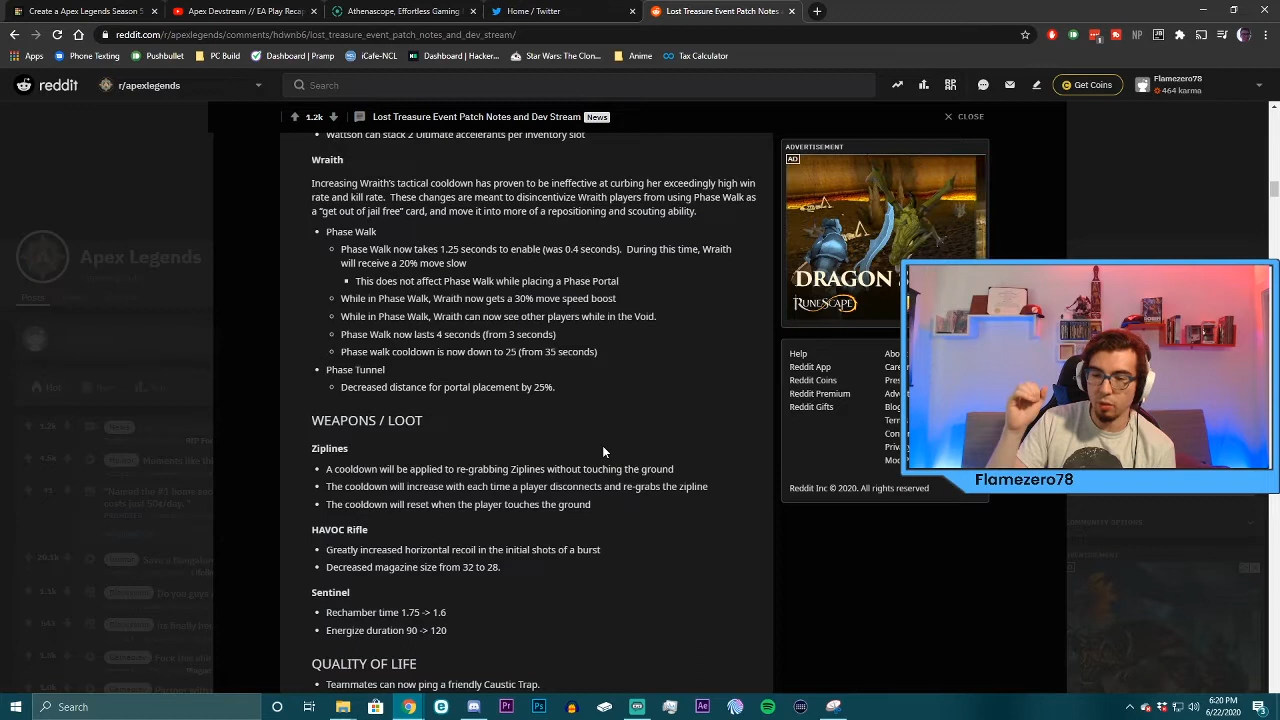 Create a Apex Legends Season 5
Apex Devstream // EA Play Reca
Athenascope, Effortless Gaming
Home / Twitter
Lost Treasure Event Patch Notes
reddit.com/r/apexlegends/comments/hdwnb6/lost_treasure_event_patch_notes_and_dev_stream/
Apps Phone Texting PC Build Dashboard | Pramp iCafe-NCL Dashboard | Hacker... Pushbullet Star Wars: The Clon... Anime Tax Calculator
reddit r/apexlegends Search Get Coins Flamezero78
464 karma
1.2k Lost Treasure Event Patch Notes and Dev Stream News CLOSE
Wattson can stack 2 Ultimate accelerants per inventory slot
Wraith
Increasing Wraith's tactical cooldown has proven to be ineffective at curbing her exceedingly high win
rate and kill rate. These changes are meant to disincentivize Wraith players from using Phase Walk as
a "get out of jail free" card, and move it into more of a repositioning and scouting ability.
Phase Walk
Phase Walk now takes 1.25 seconds to enable (was 0.4 seconds). During this time, Wraith
will receive a 20% move slow
This does not affect Phase Walk while placing a Phase Portal
While in Phase Walk, Wraith now gets a 30% move speed boost
While in Phase Walk, Wraith can now see other players while in the Void.
Phase Walk now lasts 4 seconds (from 3 seconds)
Phase walk cooldown is now down to 25 (from 35 seconds)
Phase Tunnel
Decreased distance for portal placement by 25%.
WEAPONS / LOOT
Ziplines
A cooldown will be applied to re-grabbing Ziplines without touching the ground
The cooldown will increase with each time a player disconnects and re-grabs the zipline
The cooldown will reset when the player touches the ground
HAVOC Rifle
Greatly increased horizontal recoil in the initial shots of a burst
Decreased magazine size from 32 to 28.
Sentinel
Rechamber time 1.75 -> 1.6
Energize duration 90 -> 120
QUALITY OF LIFE
Teammates can now ping a friendly Caustic Trap.
ADVERTISEMENT
AD
DRAGON
RUNESCAPE
Help
Reddit App
Reddit Coins
Reddit Premium
Reddit Gifts
Reddit Inc © 2020. All rights reserved
Flamezero78
Apex Legends
Hot
Search
6:20 PM
6/22/2020